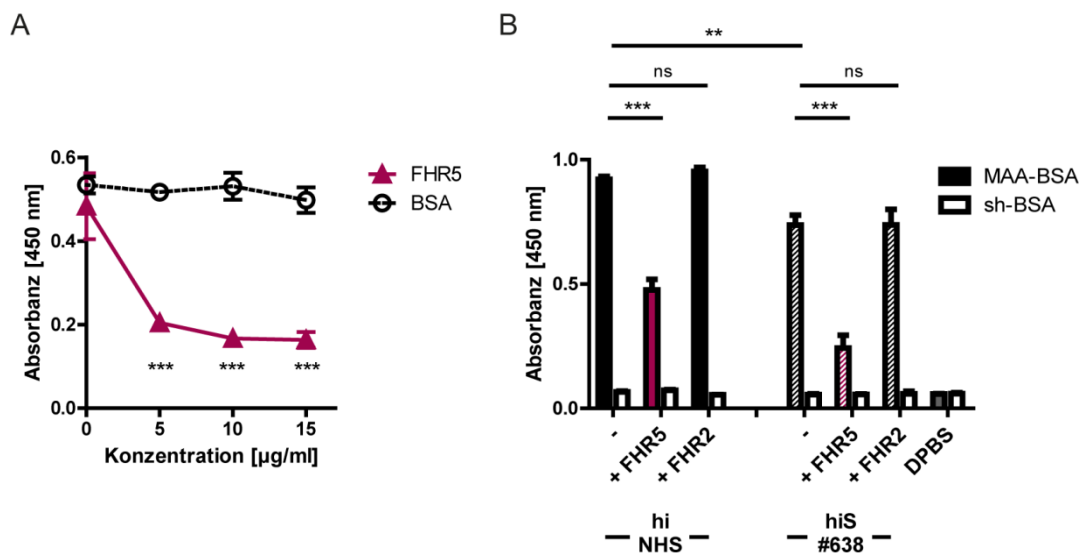 A
Absorbanz [450 nm]
0.6
0.4
0.2
0.0
***
***
***
0
5
10
15
Konzentration [µg/ml]
FHR5
BSA
B
**
ns
ns
***
***
Absorbanz [450 nm]
1.0
0.5
0.0
MAA-BSA
sh-BSA
-
+ FHR5
+ FHR2
-
+ FHR5
+ FHR2
DPBS
hi
NHS
hiS
#638